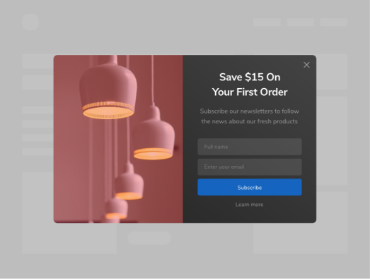 Save $15 On
Your First Order
Subscribe our newsletters to follow
the news about our fresh products
Full name
Enter your email
Subscribe
Learn more